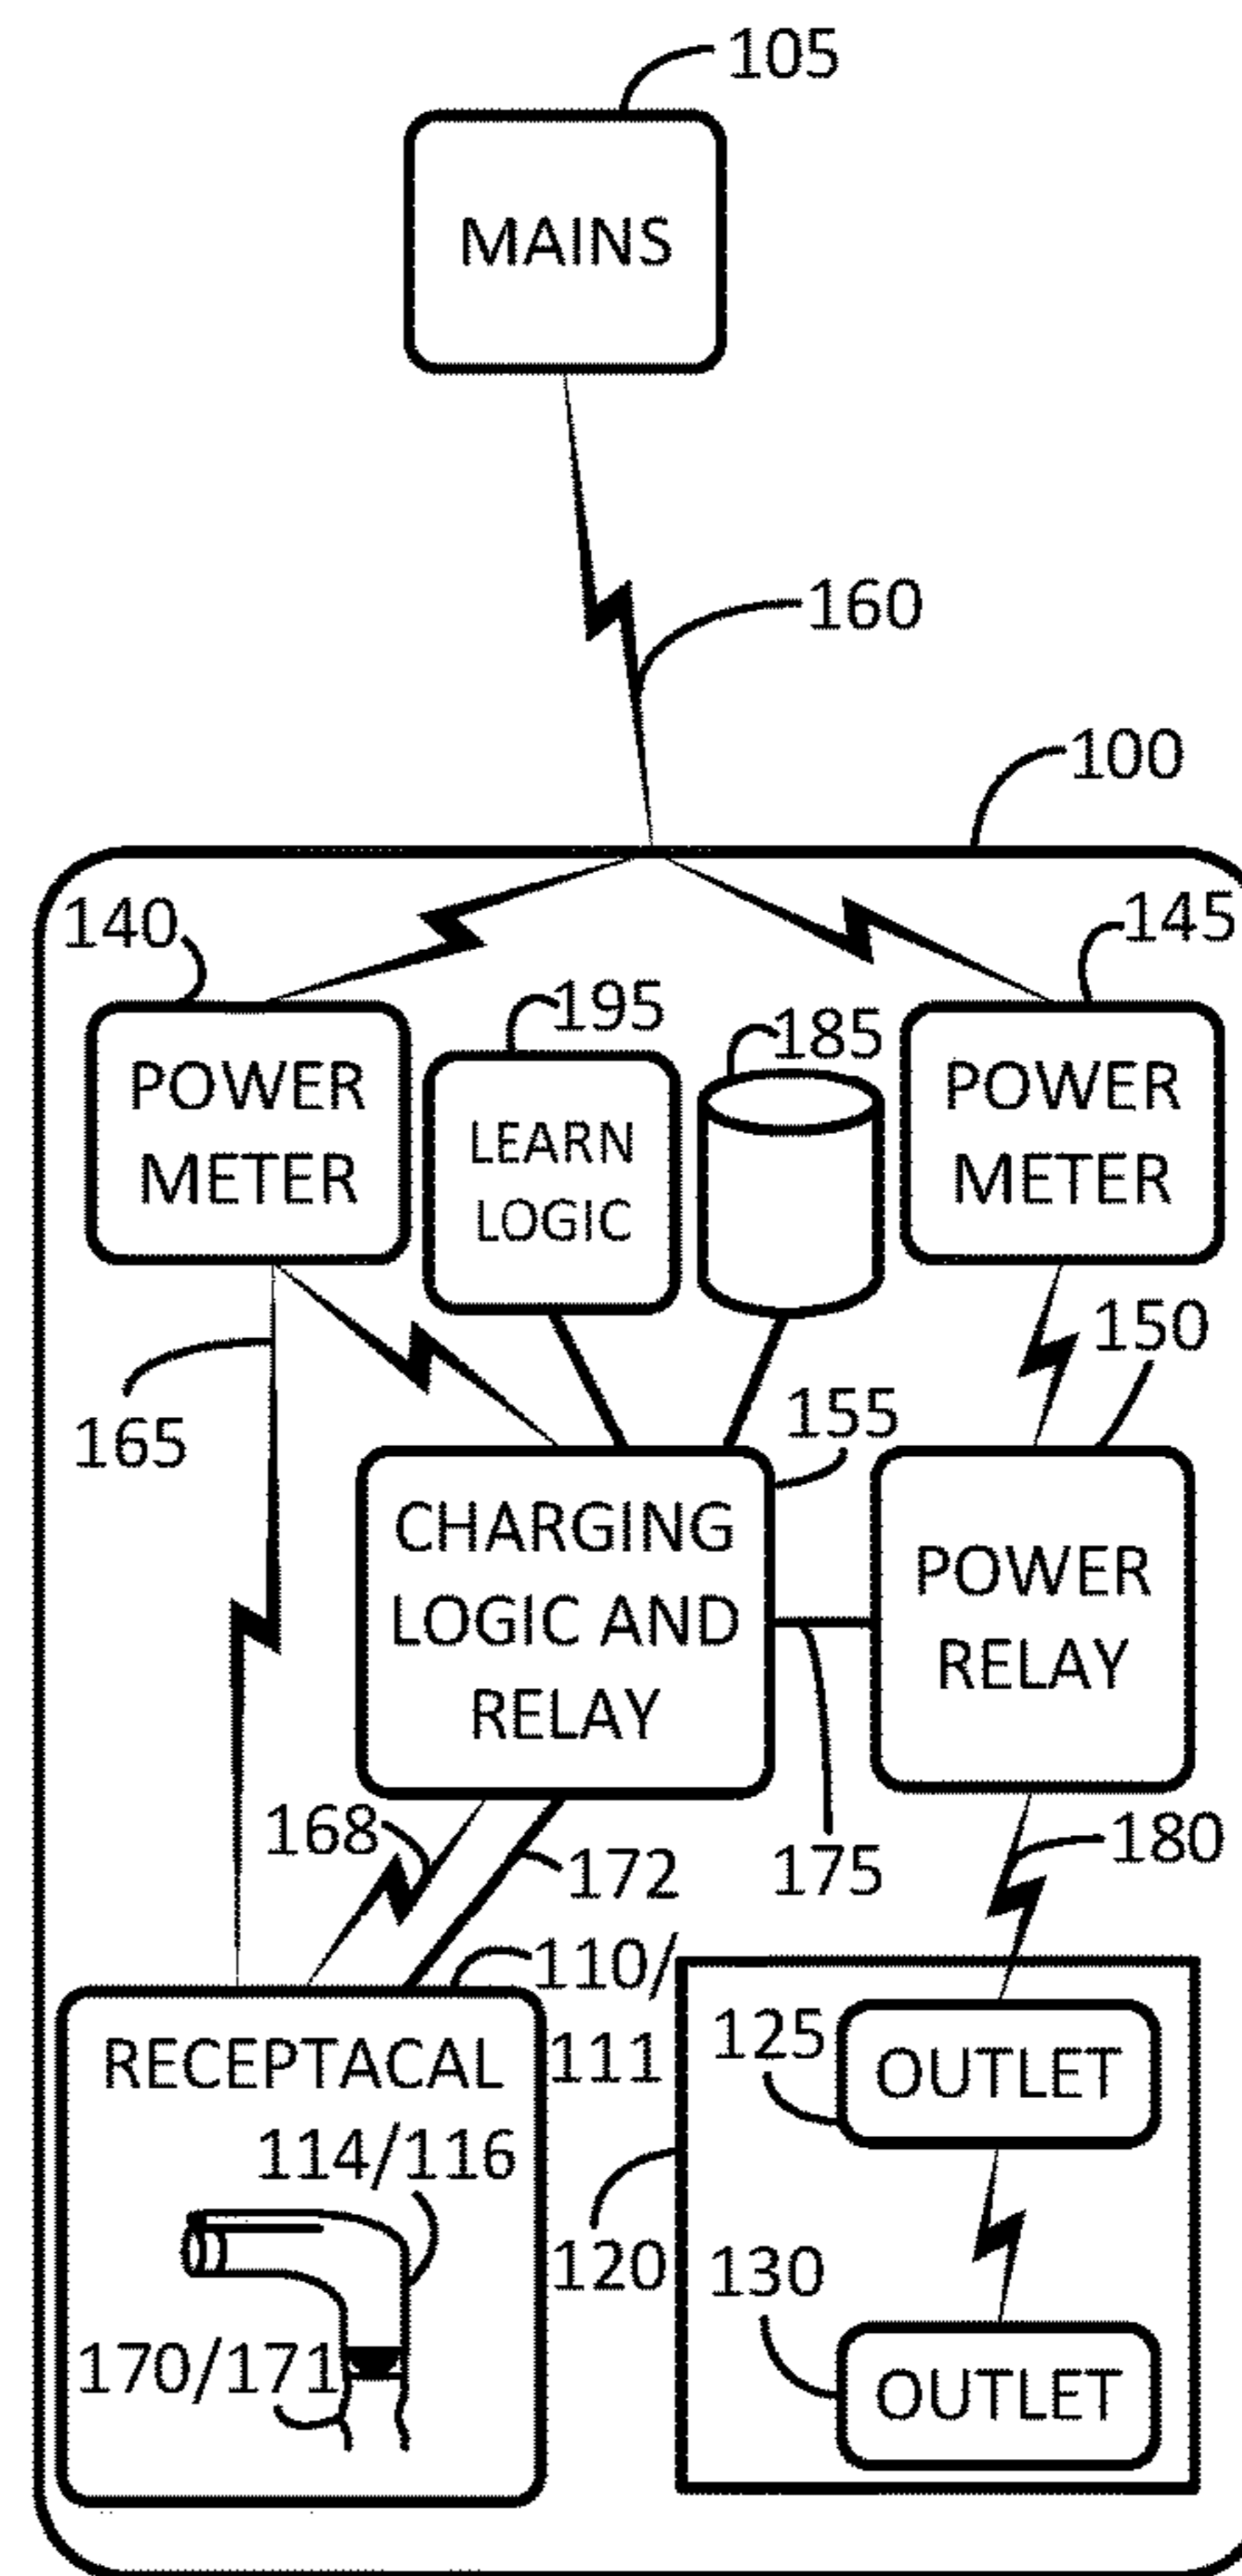 105
MAINS
160
100
140
145
195
185
POWER
METER
LEARN
LOGIC
POWER
METER
150
165
155
CHARGING
LOGIC AND
RELAY
POWER
RELAY
168
172
175
180
110/
111
RECEPTACAL
125
OUTLET
114/116
120
130
170/171
OUTLET